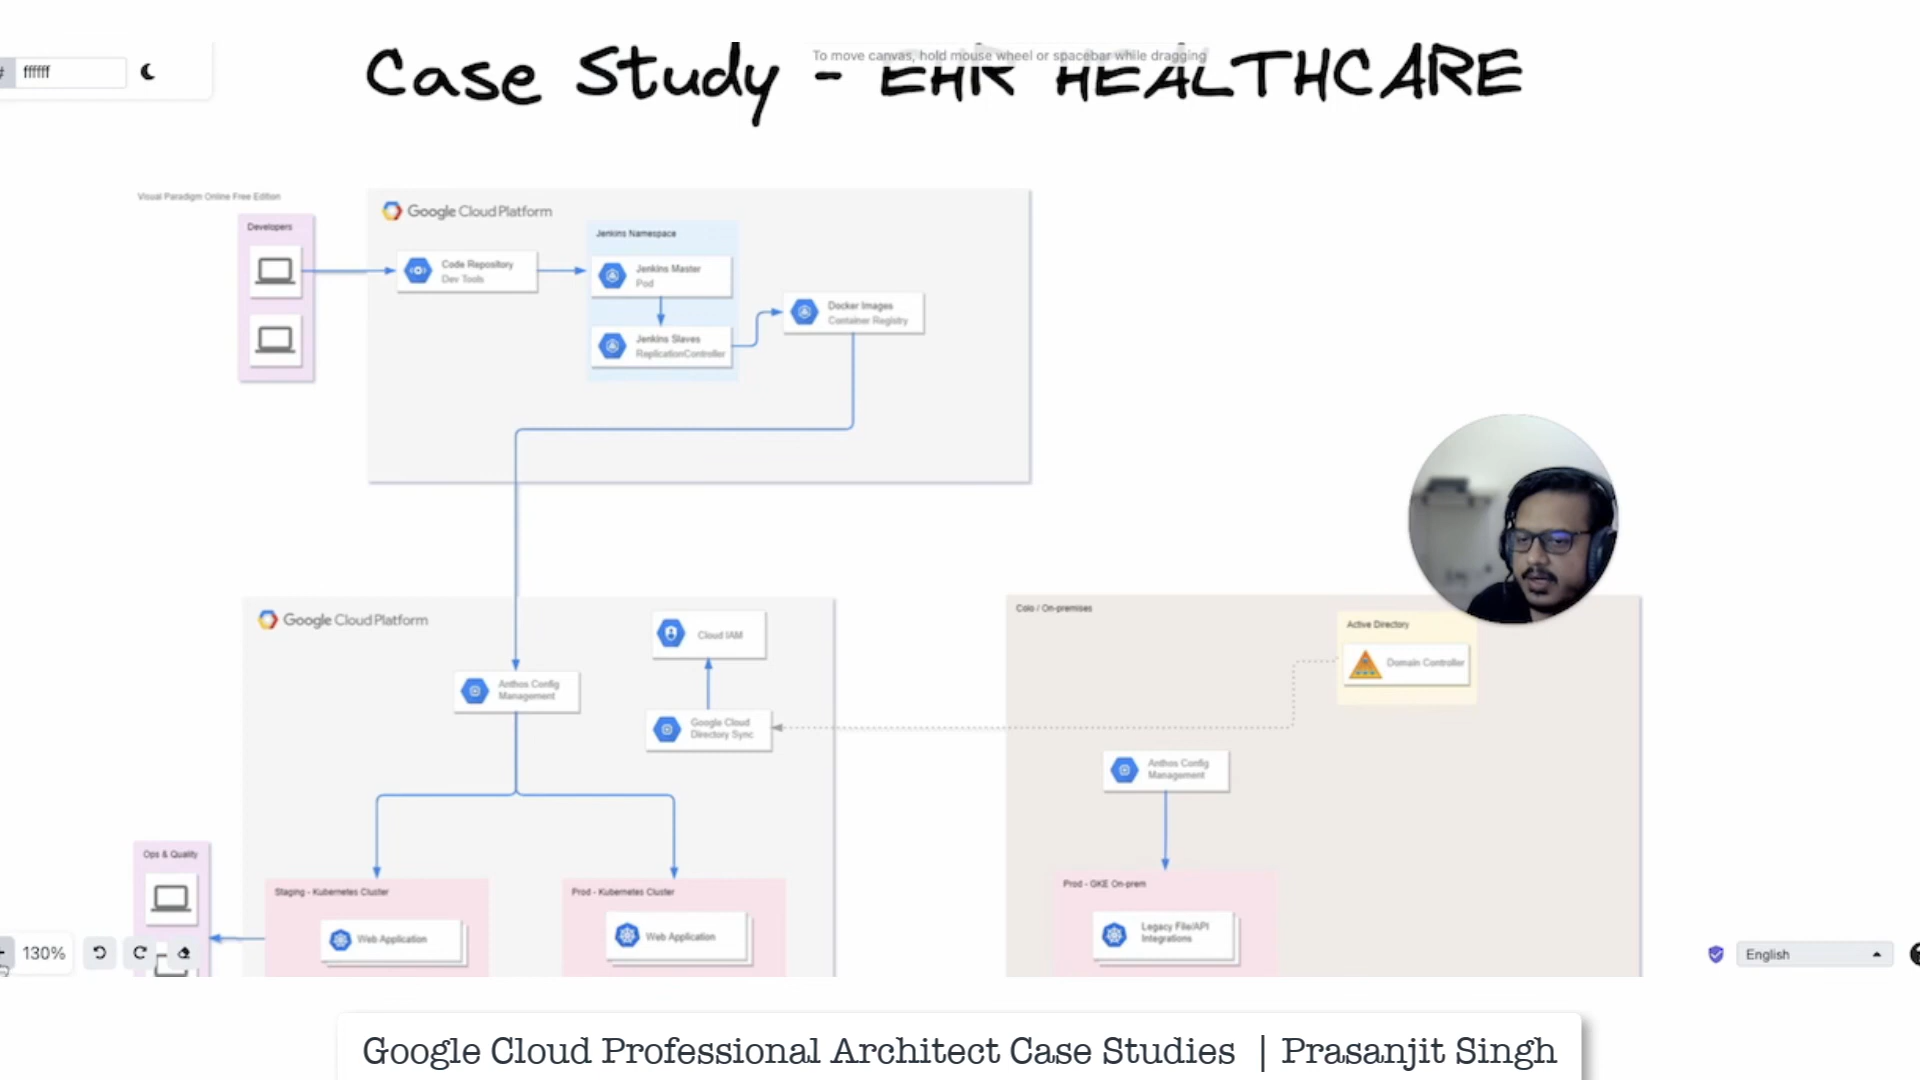 Case Study - EHR HEALTHCARE
To move canvas, hold mouse wheel or spacebar while dragging
# ffffff
Visual Paradigm Online Free Edition
Developers
Google Cloud Platform
Code Repository
Dev Tools
Jenkins Namespace
Jenkins Master
Pod
Jenkins Slaves
ReplicationController
Docker Images
Container Registry
Google Cloud Platform
Cloud IAM
Anthos Config
Management
Google Cloud
Directory Sync
Colo / On-premises
Active Directory
Domain Controller
Anthos Config
Management
Ops & Quality
Staging - Kubernetes Cluster
Web Application
Prod - Kubernetes Cluster
Web Application
Prod - GKE On-prem
Legacy File/API
Integrations
130%
English
Google Cloud Professional Architect Case Studies | Prasanjit Singh